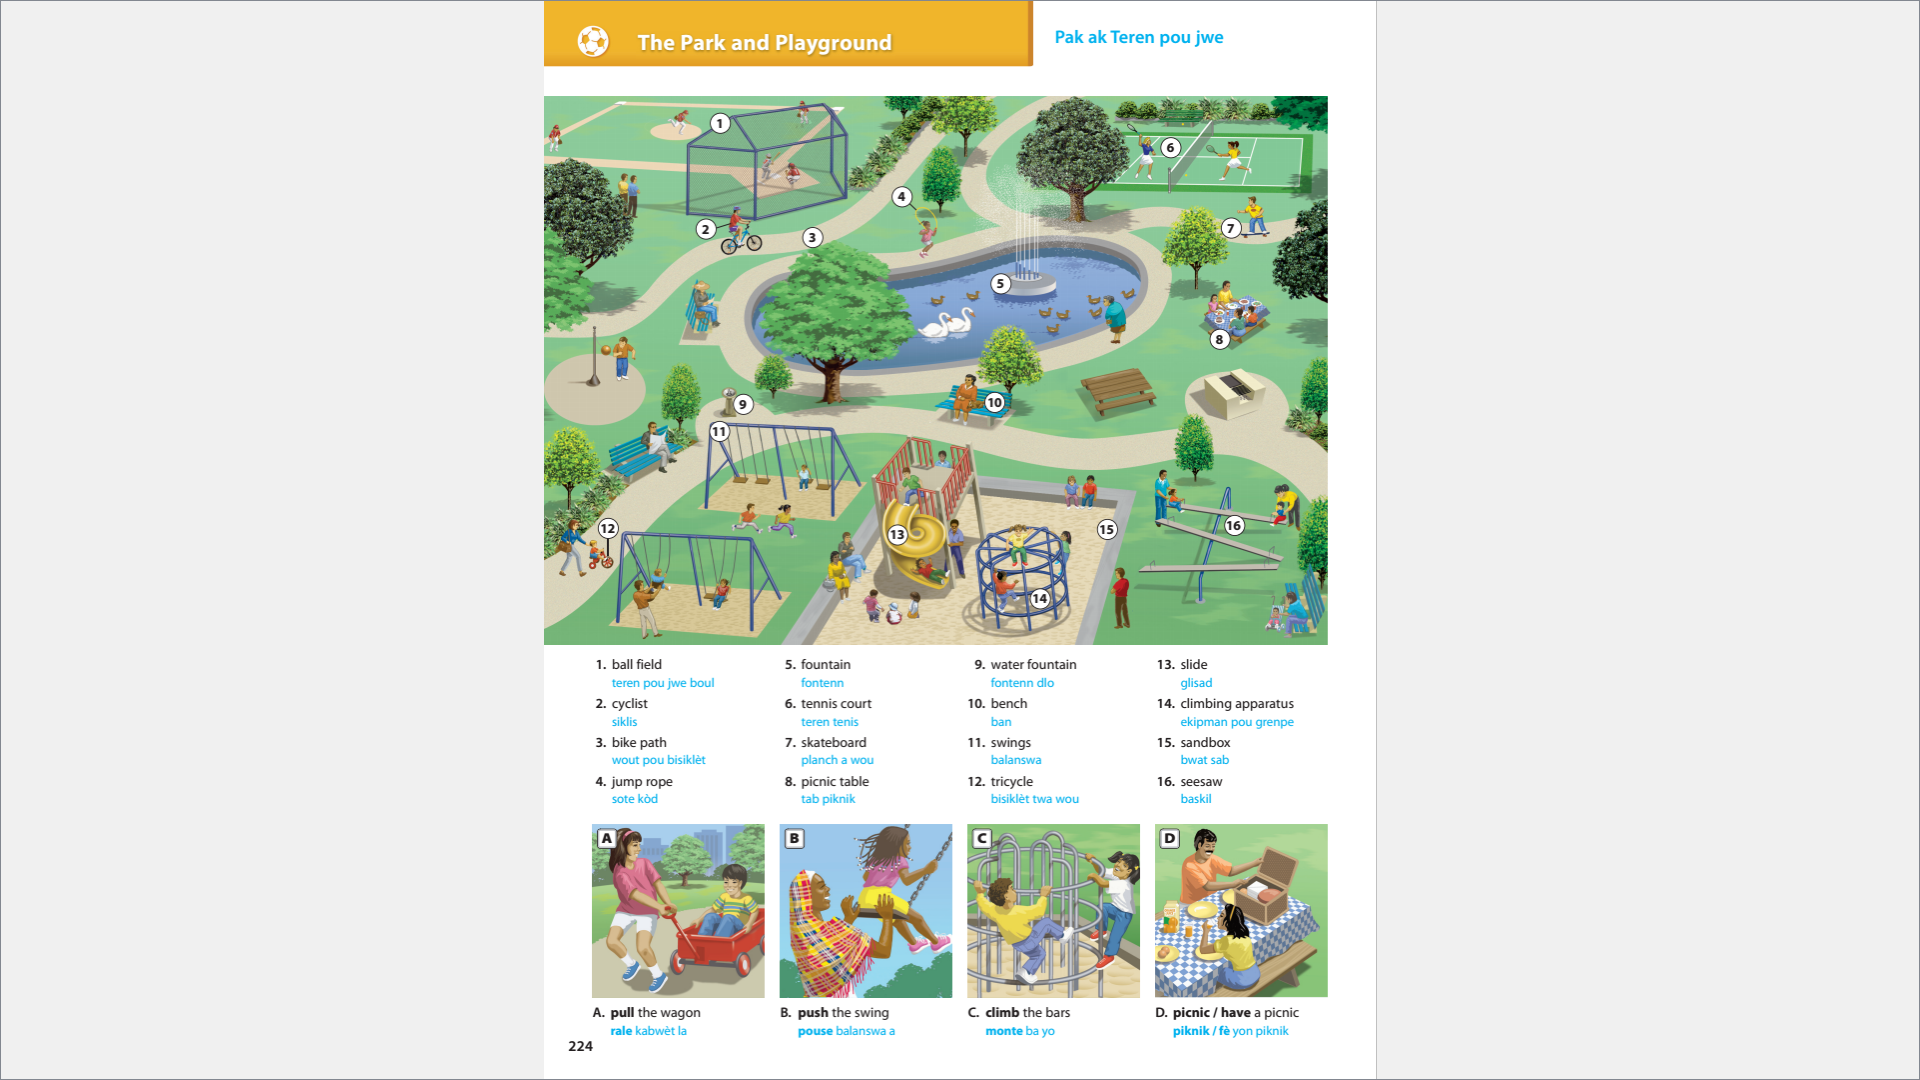 The Park and Playground
Pak ak Teren pou jwe
1
2
3
4
5
6
7
8
9
10
11
12
13
14
15
16
1. ball field
teren pou jwe boul
2. cyclist
siklis
3. bike path
wout pou bisiklèt
4. jump rope
sote kòd
5. fountain
fontenn
6. tennis court
teren tenis
7. skateboard
planch a wou
8. picnic table
tab piknik
9. water fountain
fontenn dlo
10. bench
ban
11. swings
balanswa
12. tricycle
bisiklèt twa wou
13. slide
glisad
14. climbing apparatus
ekipman pou grenpe
15. sandbox
bwat sab
16. seesaw
baskil
A
B
C
D
A. pull the wagon
rale kabwèt la
B. push the swing
pouse balanswa a
C. climb the bars
monte ba yo
D. picnic / have a picnic
piknik / fè yon piknik
224